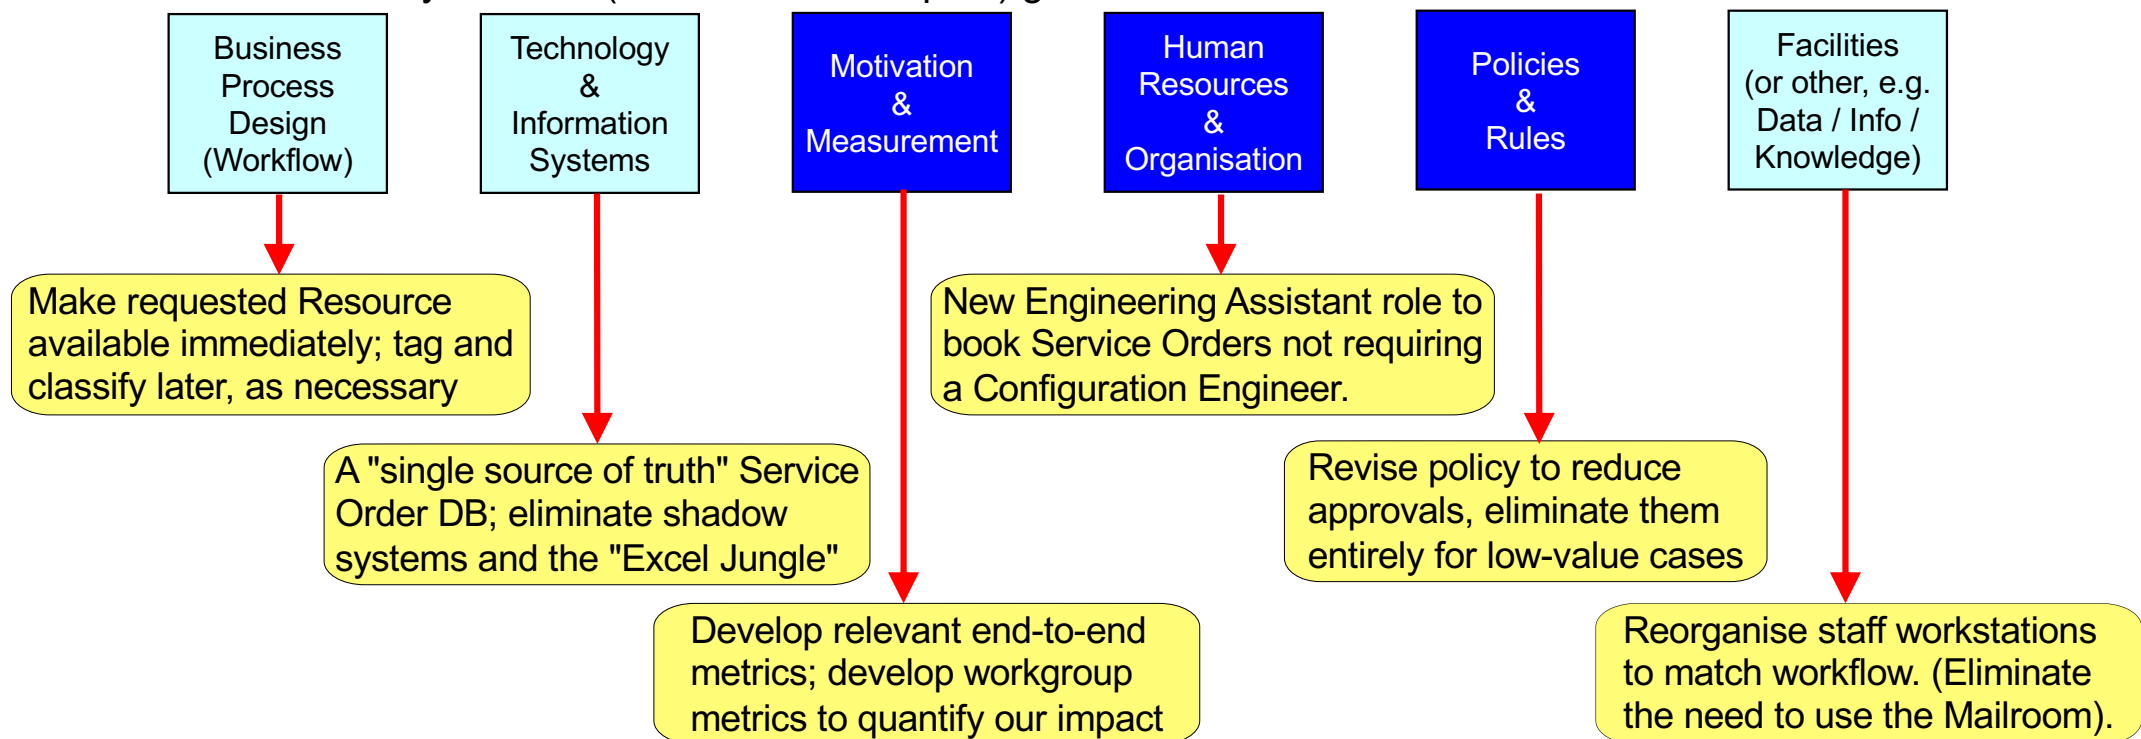 Business
Process
Design
(Workflow)
Technology
&
Information
Systems
Motivation
&
Measurement
Human
Resources
&
Organisation
Policies
&
Rules
Facilities
(or other, e.g.
Data / Info /
Knowledge)
Make requested Resource
available immediately; tag and
classify later, as necessary
New Engineering Assistant role to
book Service Orders not requiring
a Configuration Engineer.
A "single source of truth" Service
Order DB; eliminate shadow
systems and the "Excel Jungle"
Revise policy to reduce
approvals, eliminate them
entirely for low-value cases
Develop relevant end-to-end
metrics; develop workgroup
metrics to quantify our impact
Reorganise staff workstations
to match workflow. (Eliminate
the need to use the Mailroom).